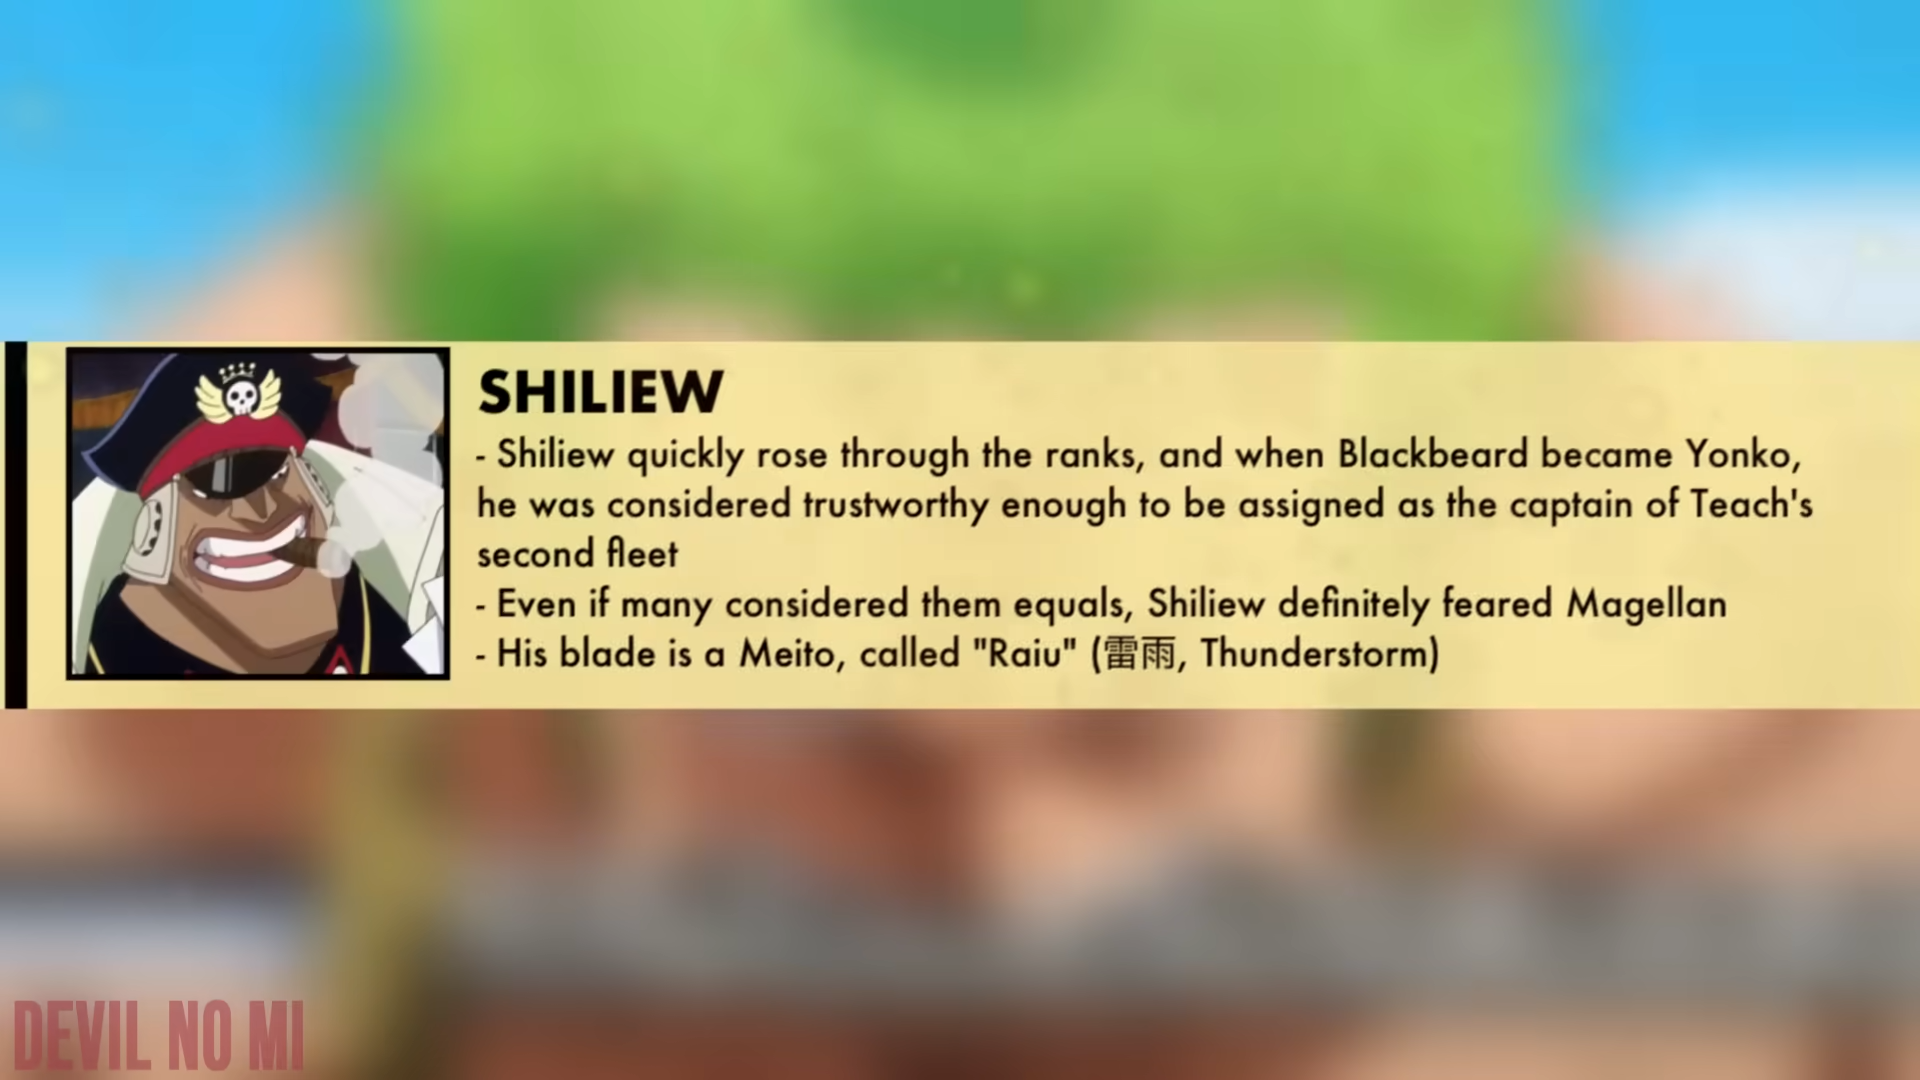 SHILIEW
- Shiliew quickly rose through the ranks, and when Blackbeard became Yonko,
he was considered trustworthy enough to be assigned as the captain of Teach's
second fleet
- Even if many considered them equals, Shiliew definitely feared Magellan
- His blade is a Meito, called "Raiu" (雷雨, Thunderstorm)
DEVIL NO MI